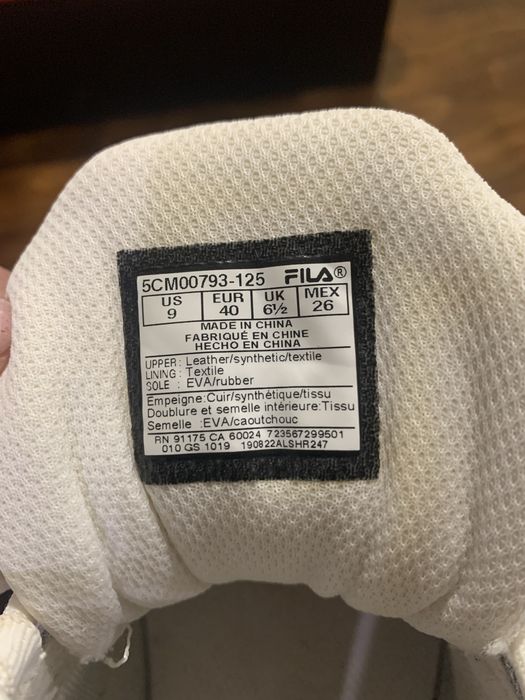 5CM00793-125 FILA®
US EUR UK MEX
9 40 6½ 26
MADE IN CHINA
FABRIQUÉ EN CHINE
HECHO EN CHINA
UPPER : Leather/synthetic/textile
LINING : Textile
SOLE : EVA/rubber
Empeigne:Cuir/synthétique/tissu
Doublure et semelle intérieure:Tissu
Semelle :EVA/caoutchouc
RN 91175 CA 60024 723567299501
010 GS 1019 190822ALSHR247